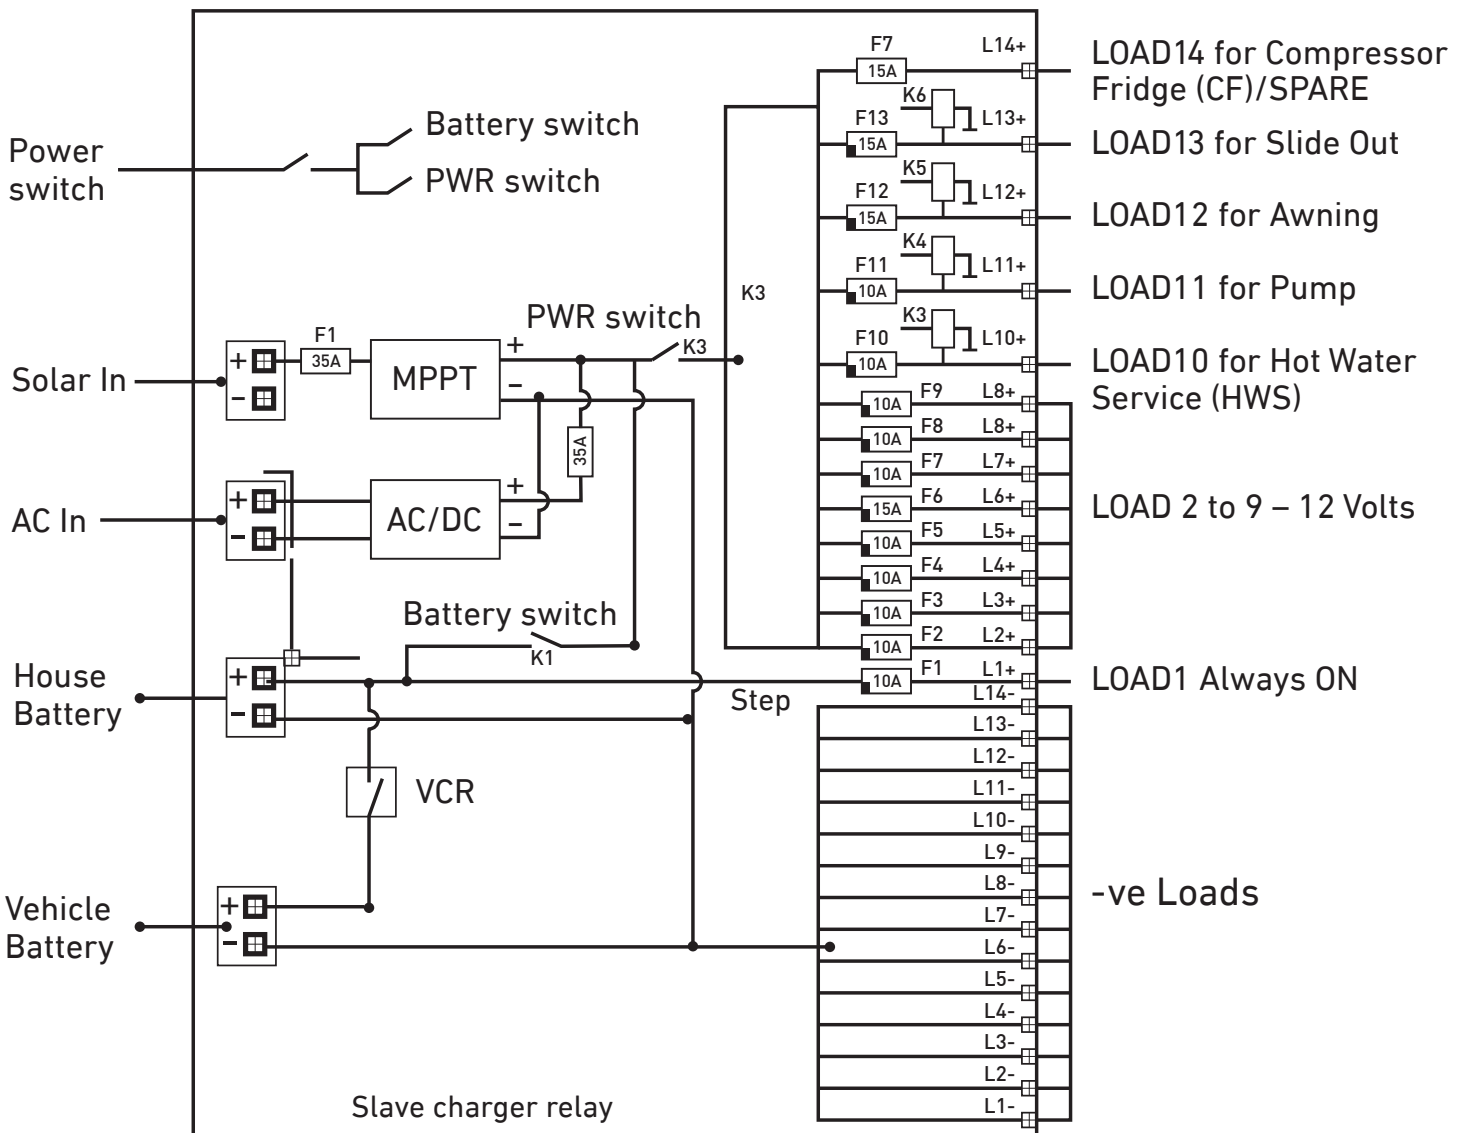 F7 L14+
15A
LOAD14 for Compressor
Fridge (CF)/SPARE
K6
F13 L13+
15A
LOAD13 for Slide Out
K5
F12 L12+
15A
LOAD12 for Awning
K4
F11 L11+
10A
LOAD11 for Pump
K3
F10 L10+
10A
LOAD10 for Hot Water
Service (HWS)
10A F9 L8+
10A F8 L8+
10A F7 L7+
15A F6 L6+
10A F5 L5+
10A F4 L4+
10A F3 L3+
10A F2 L2+
LOAD 2 to 9 – 12 Volts
10A F1 L1+
LOAD1 Always ON
L14-
L13-
L12-
L11-
L10-
L9-
L8-
L7-
L6-
L5-
L4-
L3-
L2-
L1-
-ve Loads
Power
switch
Battery switch
PWR switch
K3
PWR switch
K3
Solar In
+
–
F1
35A
MPPT
+
–
35A
AC In
+
–
AC/DC
+
–
Battery switch
K1
House
Battery
+
–
Step
VCR
Vehicle
Battery
+
–
Slave charger relay